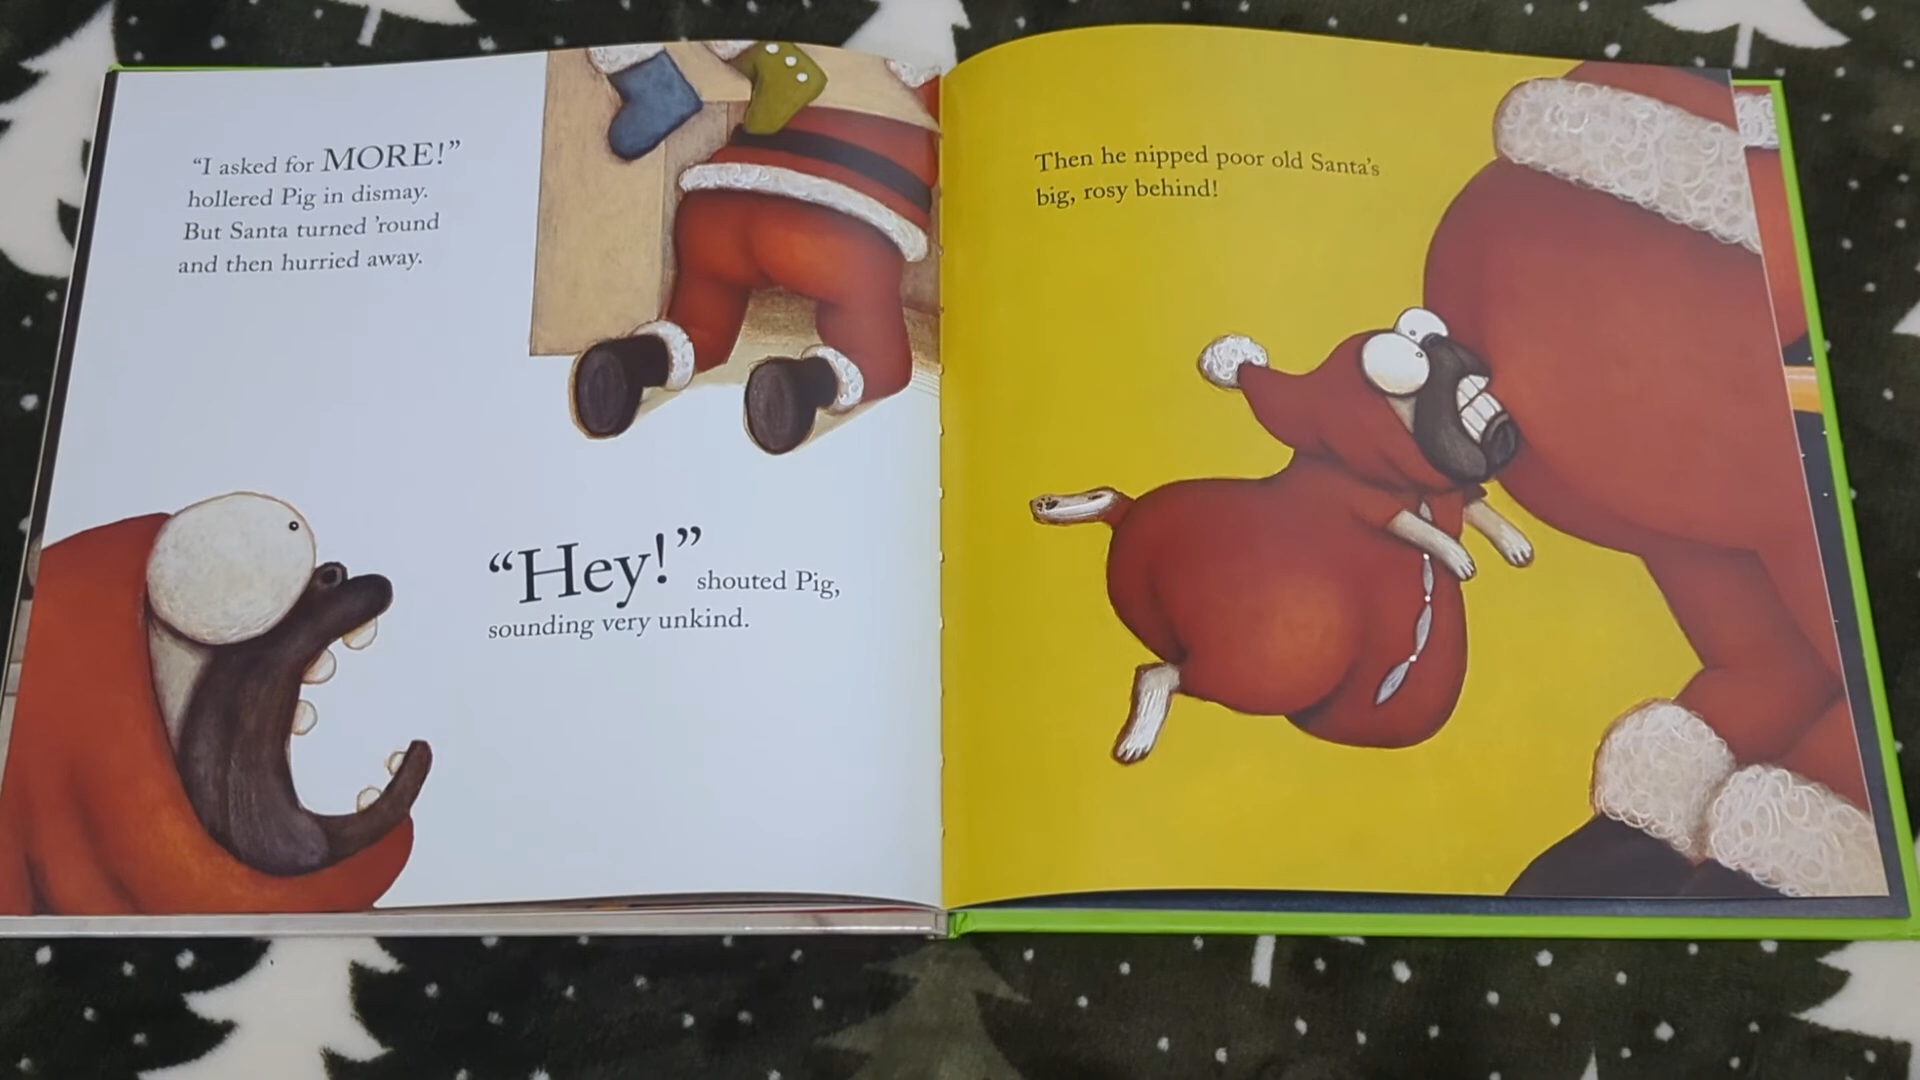 “I asked for MORE!”
hollered Pig in dismay.
But Santa turned ’round
and then hurried away.
“Hey!” shouted Pig,
sounding very unkind.
Then he nipped poor old Santa’s
big, rosy behind!